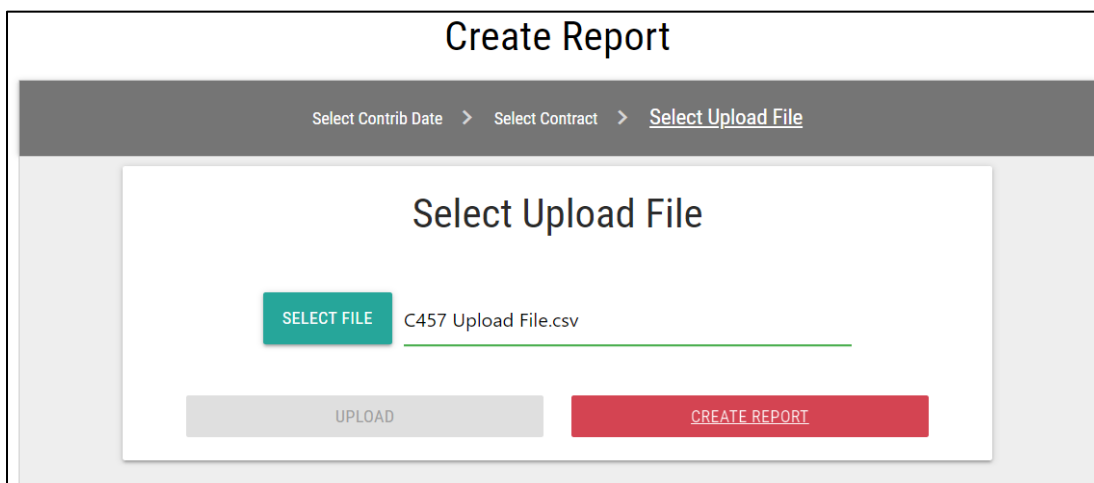 Create Report
Select Contrib Date > Select Contract > Select Upload File
Select Upload File
SELECT FILE C457 Upload File.csv
UPLOAD CREATE REPORT